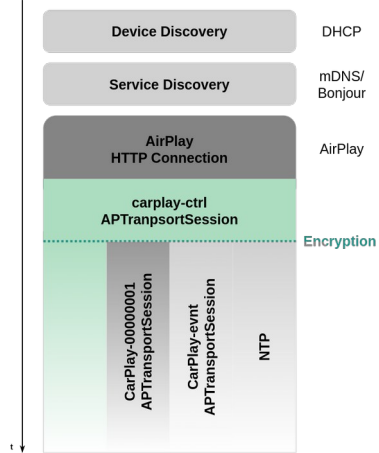 Device Discovery
DHCP
Service Discovery
mDNS/
Bonjour
AirPlay
HTTP Connection
AirPlay
carplay-ctrl
APTranpsortSession
Encryption
CarPlay-00000001
APTransportSession
CarPlay-evnt
APTransportSession
NTP
t